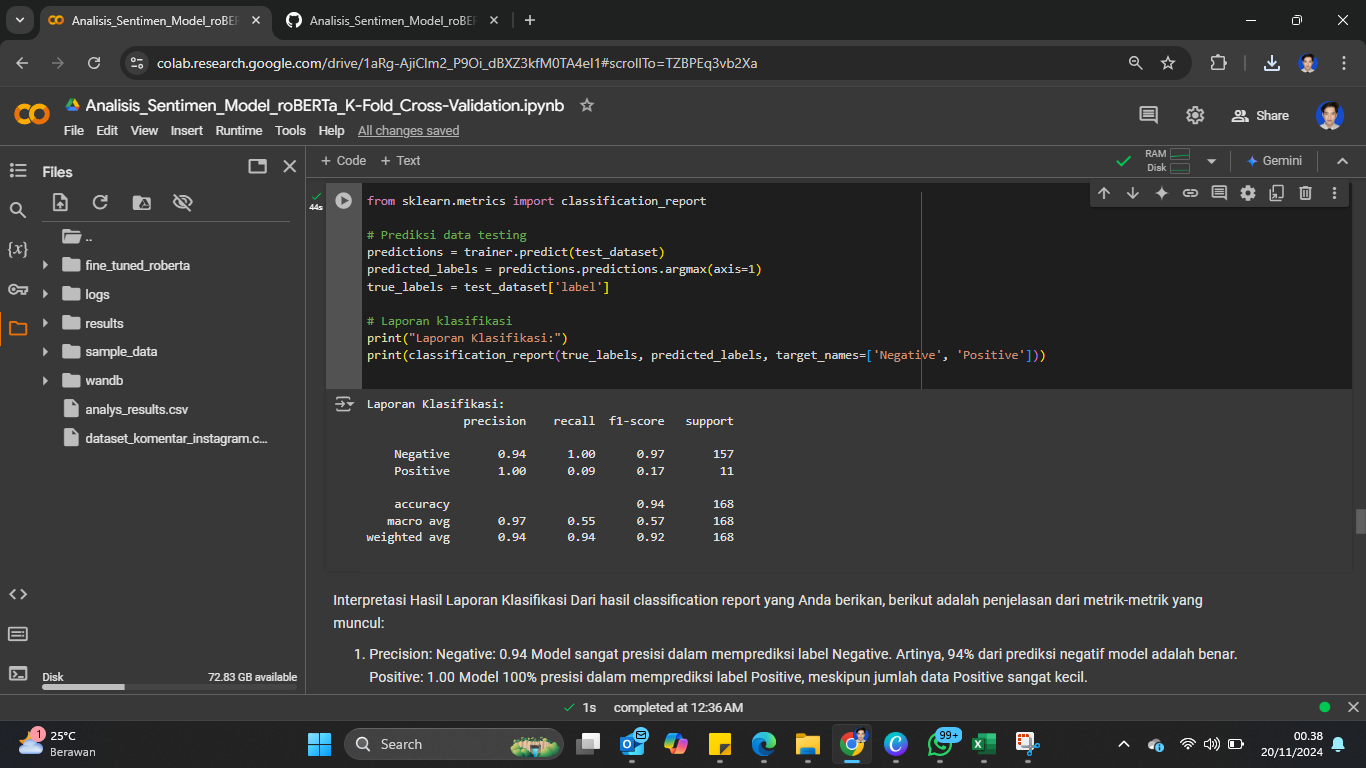 Analisis_Sentimen_Model_roBER
Analisis_Sentimen_Model_roBER
colab.research.google.com/drive/1aRg-AjiClm2_P9Oi_dBXZ3kfM0TA4eI1#scrollTo=TZBPEq3vb2Xa
Analisis_Sentimen_Model_roBERTa_K-Fold_Cross-Validation.ipynb
File Edit View Insert Runtime Tools Help All changes saved
Share
Files
+ Code + Text
RAM
Disk
Gemini
..
fine_tuned_roberta
logs
results
sample_data
wandb
analys_results.csv
dataset_komentar_instagram.c...
Disk 72.83 GB available
44s
from sklearn.metrics import classification_report
# Prediksi data testing
predictions = trainer.predict(test_dataset)
predicted_labels = predictions.predictions.argmax(axis=1)
true_labels = test_dataset['label']
# Laporan klasifikasi
print("Laporan Klasifikasi:")
print(classification_report(true_labels, predicted_labels, target_names=['Negative', 'Positive']))
Laporan Klasifikasi:
precision recall f1-score support
Negative 0.94 1.00 0.97 157
Positive 1.00 0.09 0.17 11
accuracy 0.94 168
macro avg 0.97 0.55 0.57 168
weighted avg 0.94 0.94 0.92 168
Interpretasi Hasil Laporan Klasifikasi Dari hasil classification report yang Anda berikan, berikut adalah penjelasan dari metrik-metrik yang
muncul:
1. Precision: Negative: 0.94 Model sangat presisi dalam memprediksi label Negative. Artinya, 94% dari prediksi negatif model adalah benar.
Positive: 1.00 Model 100% presisi dalam memprediksi label Positive, meskipun jumlah data Positive sangat kecil.
1s completed at 12:36 AM
1
25°C
Berawan
Search
99+
00.38
20/11/2024